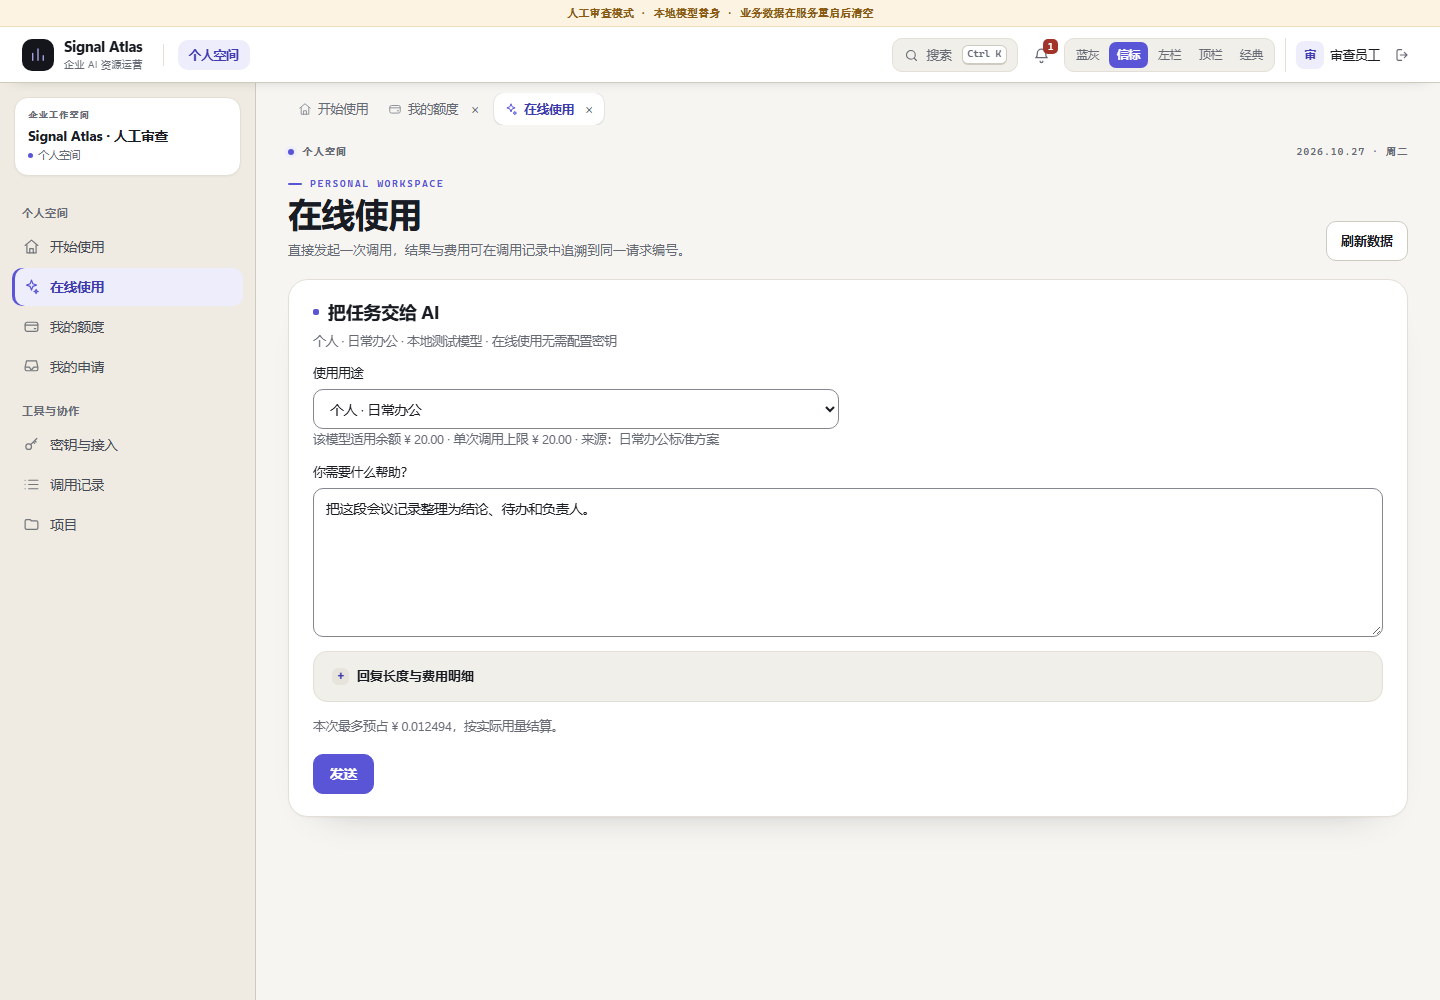 人工审查模式 · 本地模型替身 · 业务数据在服务重启后清空
Signal Atlas
企业 AI 资源运营
个人空间
搜索 Ctrl K
1
蓝灰 信标 左栏 顶栏 经典
审 审查员工
企业工作空间
Signal Atlas · 人工审查
个人空间
个人空间
开始使用
在线使用
我的额度
我的申请
工具与协作
密钥与接入
调用记录
项目
开始使用 我的额度 × 在线使用 ×
个人空间
2026.10.27 · 周二
PERSONAL WORKSPACE
在线使用
直接发起一次调用，结果与费用可在调用记录中追溯到同一请求编号。
刷新数据
把任务交给 AI
个人 · 日常办公 · 本地测试模型 · 在线使用无需配置密钥
使用用途
个人 · 日常办公
该模型适用余额 ¥ 20.00 · 单次调用上限 ¥ 20.00 · 来源：日常办公标准方案
你需要什么帮助？
把这段会议记录整理为结论、待办和负责人。
+ 回复长度与费用明细
本次最多预占 ¥ 0.012494，按实际用量结算。
发送